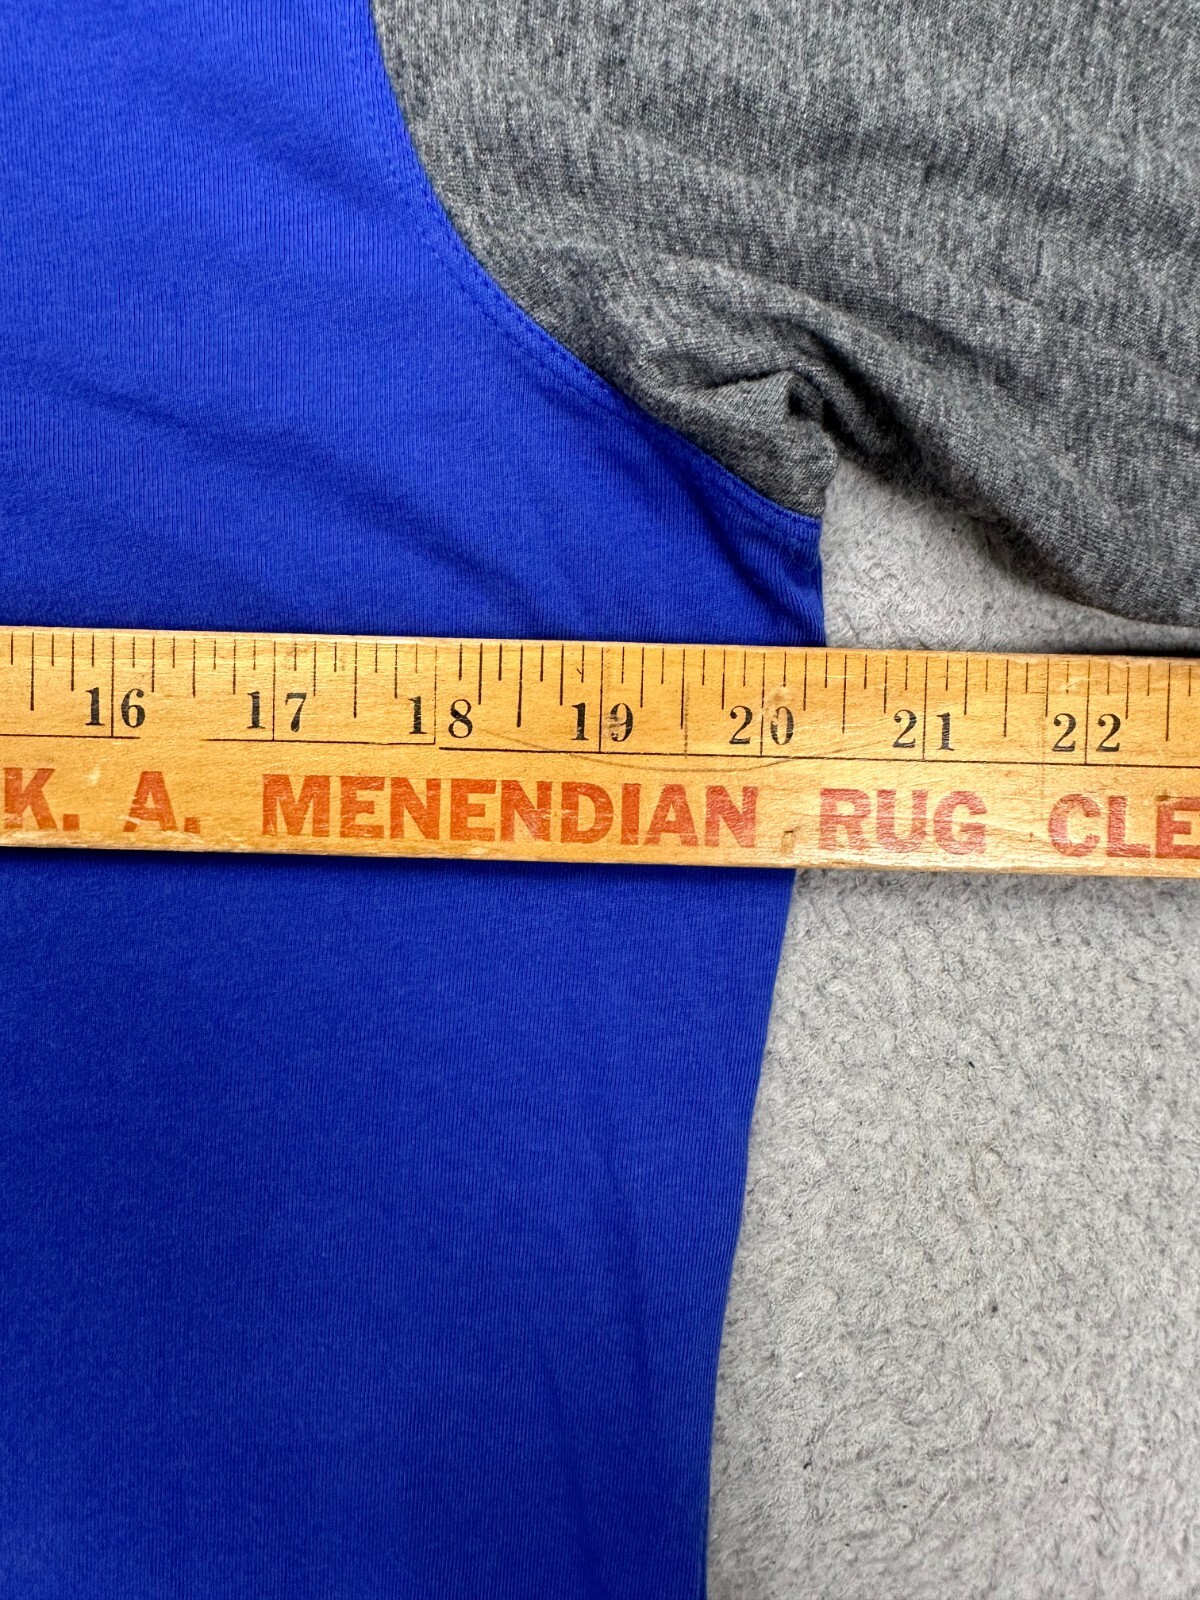 16 17 18 19 20 21 22
K. A. MENENDIAN RUG CLE